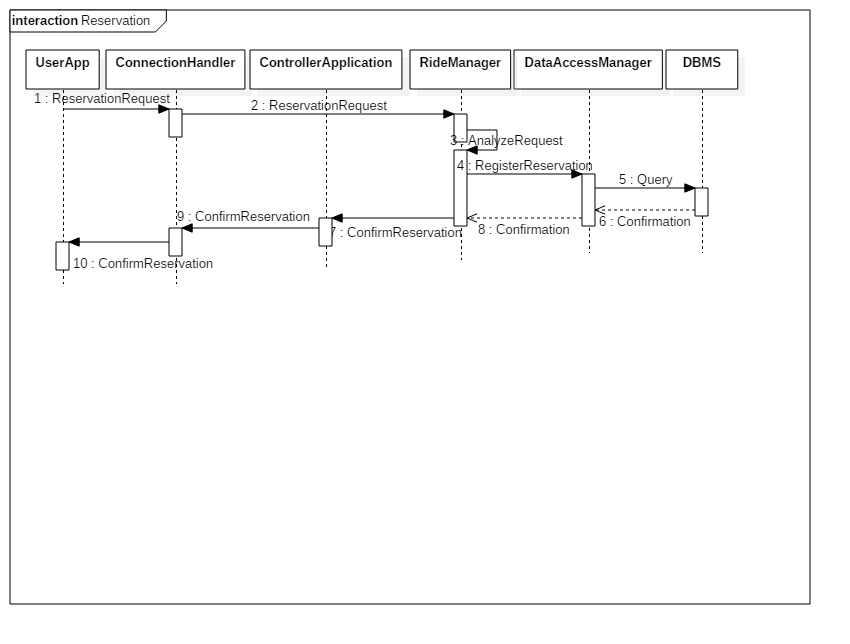 interaction Reservation
UserApp
ConnectionHandler
ControllerApplication
RideManager
DataAccessManager
DBMS
1 : ReservationRequest
2 : ReservationRequest
3 : AnalyzeRequest
4 : RegisterReservation
5 : Query
6 : Confirmation
9 : ConfirmReservation
7 : ConfirmReservation
8 : Confirmation
10 : ConfirmReservation